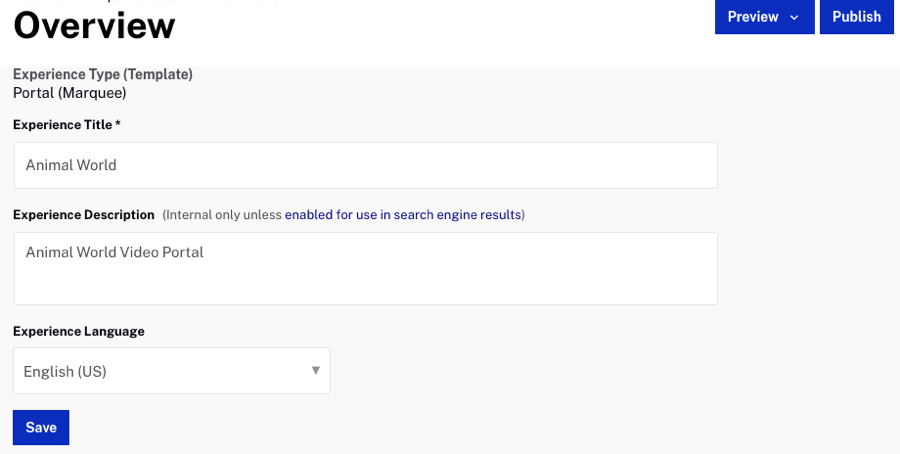 Overview
Preview
Publish
Experience Type (Template)
Portal (Marquee)
Experience Title *
Animal World
Experience Description (Internal only unless enabled for use in search engine results)
Animal World Video Portal
Experience Language
English (US)
Save